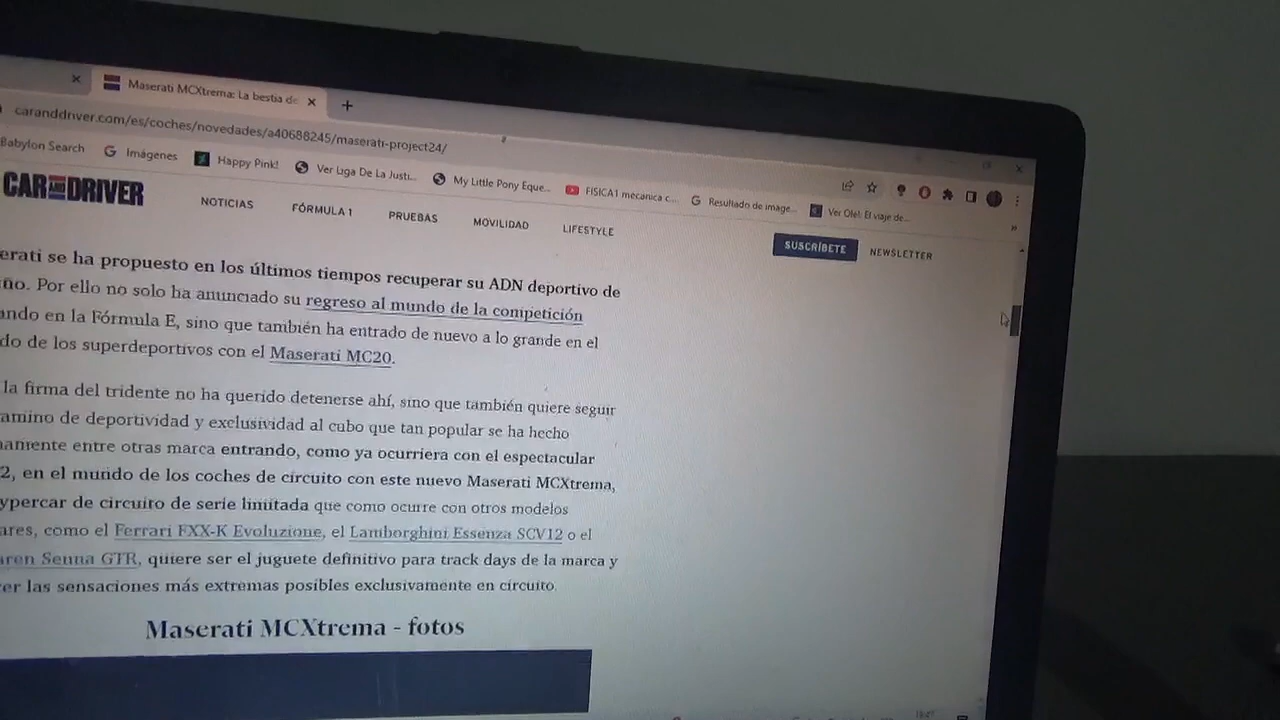 Maserati MCXtrema: La bestia de
caranddriver.com/es/coches/novedades/a40688245/maserati-project24/
Babylon Search Imágenes Happy Pink! Ver Liga De La Justi... My Little Pony Eque... FISICA1 mecanica c... Resultado de image... Ver Olé!: El viaje de...
CAR AND DRIVER NOTICIAS FÓRMULA 1 PRUEBAS MOVILIDAD LIFESTYLE SUSCRÍBETE NEWSLETTER
erati se ha propuesto en los últimos tiempos recuperar su ADN deportivo de
ño. Por ello no solo ha anunciado su regreso al mundo de la competición
ando en la Fórmula E, sino que también ha entrado de nuevo a lo grande en el
do de los superdeportivos con el Maserati MC20.
la firma del tridente no ha querido detenerse ahí, sino que también quiere seguir
amino de deportividad y exclusividad al cubo que tan popular se ha hecho
namente entre otras marca entrando, como ya ocurriera con el espectacular
2, en el mundo de los coches de circuito con este nuevo Maserati MCXtrema,
ypercar de circuito de serie limitada que como ocurre con otros modelos
ares, como el Ferrari FXX-K Evoluzione, el Lamborghini Essenza SCV12 o el
aren Senna GTR, quiere ser el juguete definitivo para track days de la marca y
er las sensaciones más extremas posibles exclusivamente en circuito.
Maserati MCXtrema - fotos